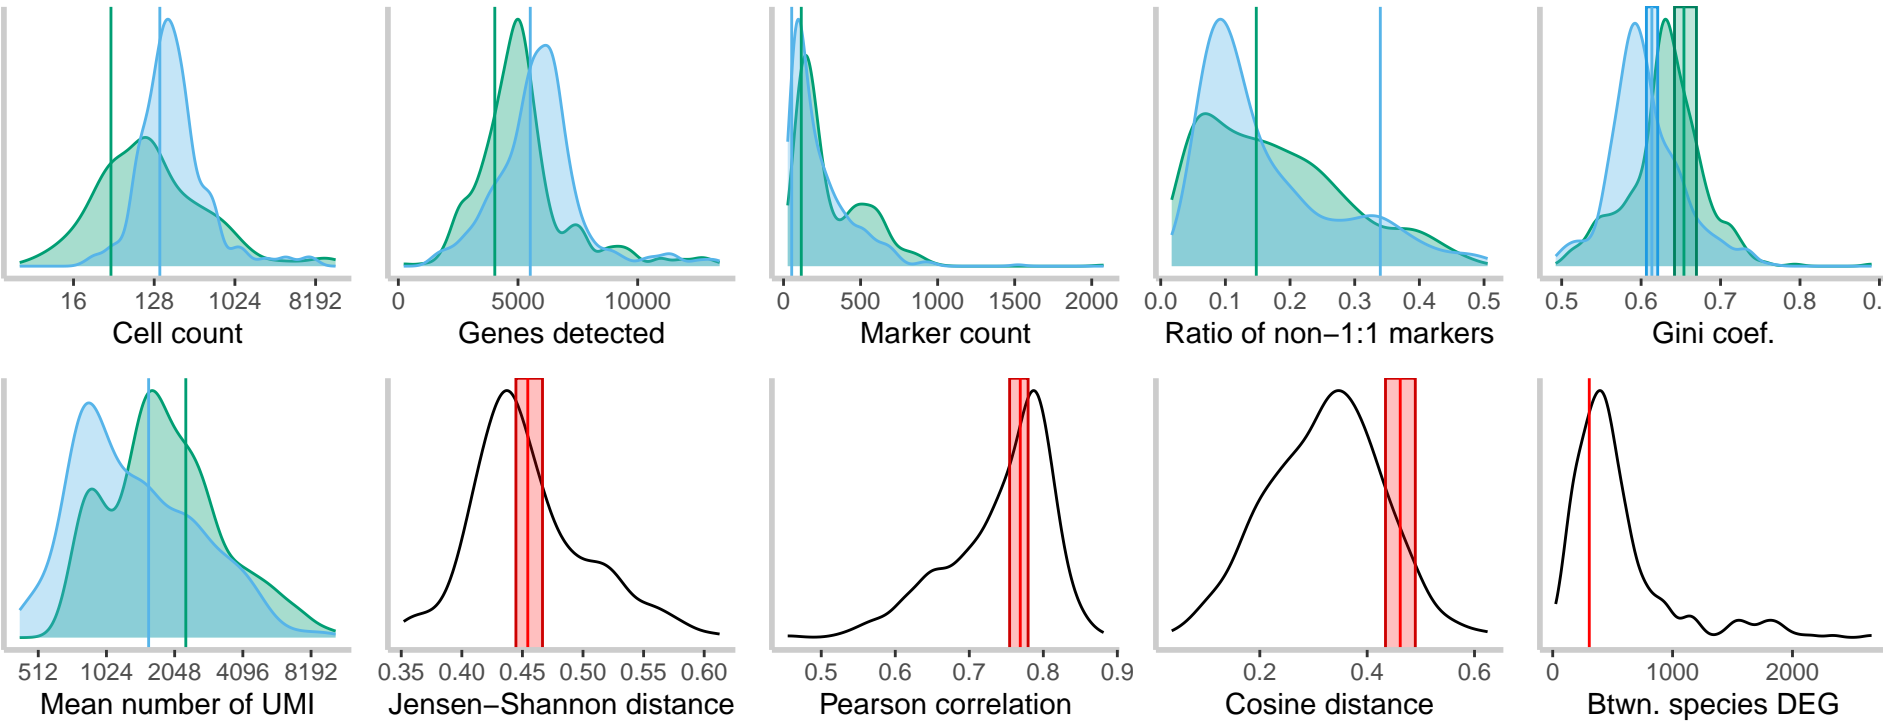 16 128 1024 8192
Cell count
0 5000 10000
Genes detected
0 500 1000 1500 2000
Marker count
0.0 0.1 0.2 0.3 0.4 0.5
Ratio of non−1:1 markers
0.5 0.6 0.7 0.8 0.
Gini coef.
512 1024 2048 4096 8192
Mean number of UMI
0.35 0.40 0.45 0.50 0.55 0.60
Jensen−Shannon distance
0.5 0.6 0.7 0.8 0.9
Pearson correlation
0.2 0.4 0.6
Cosine distance
0 1000 2000
Btwn. species DEG